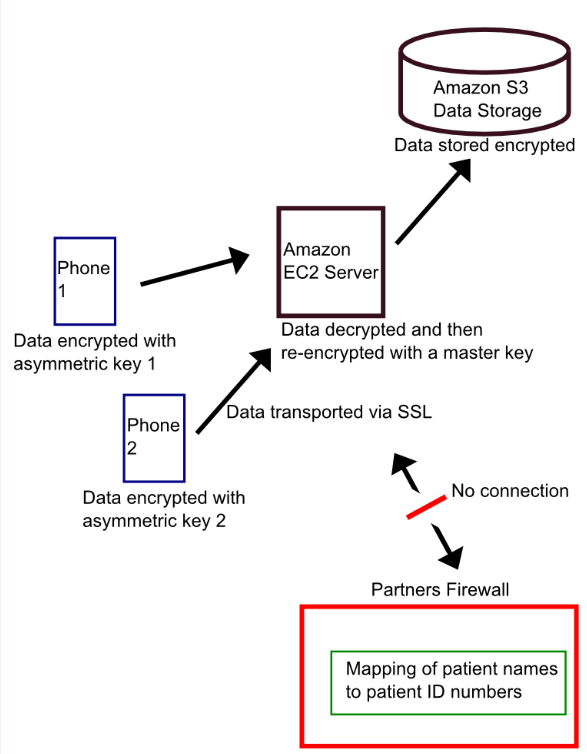 Amazon S3
Data Storage
Data stored encrypted
Amazon
EC2 Server
Phone
1
Data encrypted with
asymmetric key 1
Data decrypted and then
re-encrypted with a master key
Data transported via SSL
Phone
2
Data encrypted with
asymmetric key 2
No connection
Partners Firewall
Mapping of patient names
to patient ID numbers